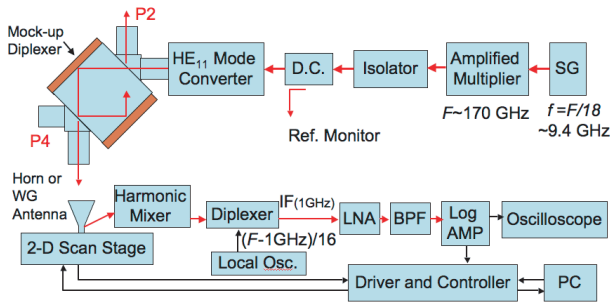 P2
Mock-up
Diplexer
HE11 Mode
Converter
D.C.
Isolator
Amplified
Multiplier
SG
F~170 GHz
f =F/18
~9.4 GHz
Ref. Monitor
P4
Horn or
WG
Antenna
Harmonic
Mixer
Diplexer
IF(1GHz)
LNA
BPF
Log
AMP
Oscilloscope
(F-1GHz)/16
2-D Scan Stage
Local Osc.
Driver and Controller
PC